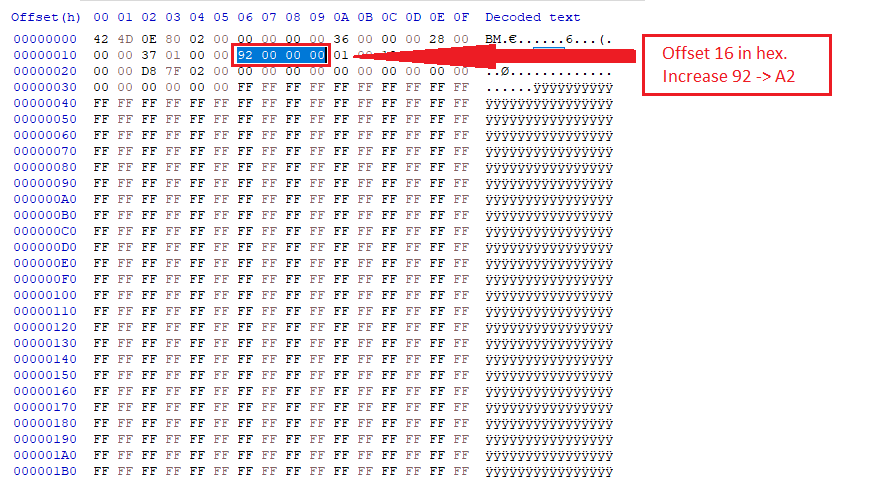 Offset(h) 00 01 02 03 04 05 06 07 08 09 0A 0B 0C 0D 0E 0F Decoded text
00000000 42 4D 0E 80 02 00 00 00 00 00 36 00 00 00 28 00 BM.€......6...(.
00000010 00 00 37 01 00 00 92 00 00 00 01
00000020 00 00 D8 7F 02 00 00 00 00 00 00 00 00 00 00 00 ..Ø.............
00000030 00 00 00 00 00 00 FF FF FF FF FF FF FF FF FF FF ......ÿÿÿÿÿÿÿÿÿÿ
00000040 FF FF FF FF FF FF FF FF FF FF FF FF FF FF FF FF ÿÿÿÿÿÿÿÿÿÿÿÿÿÿÿÿ
00000050 FF FF FF FF FF FF FF FF FF FF FF FF FF FF FF FF ÿÿÿÿÿÿÿÿÿÿÿÿÿÿÿÿ
00000060 FF FF FF FF FF FF FF FF FF FF FF FF FF FF FF FF ÿÿÿÿÿÿÿÿÿÿÿÿÿÿÿÿ
00000070 FF FF FF FF FF FF FF FF FF FF FF FF FF FF FF FF ÿÿÿÿÿÿÿÿÿÿÿÿÿÿÿÿ
00000080 FF FF FF FF FF FF FF FF FF FF FF FF FF FF FF FF ÿÿÿÿÿÿÿÿÿÿÿÿÿÿÿÿ
00000090 FF FF FF FF FF FF FF FF FF FF FF FF FF FF FF FF ÿÿÿÿÿÿÿÿÿÿÿÿÿÿÿÿ
000000A0 FF FF FF FF FF FF FF FF FF FF FF FF FF FF FF FF ÿÿÿÿÿÿÿÿÿÿÿÿÿÿÿÿ
000000B0 FF FF FF FF FF FF FF FF FF FF FF FF FF FF FF FF ÿÿÿÿÿÿÿÿÿÿÿÿÿÿÿÿ
000000C0 FF FF FF FF FF FF FF FF FF FF FF FF FF FF FF FF ÿÿÿÿÿÿÿÿÿÿÿÿÿÿÿÿ
000000D0 FF FF FF FF FF FF FF FF FF FF FF FF FF FF FF FF ÿÿÿÿÿÿÿÿÿÿÿÿÿÿÿÿ
000000E0 FF FF FF FF FF FF FF FF FF FF FF FF FF FF FF FF ÿÿÿÿÿÿÿÿÿÿÿÿÿÿÿÿ
000000F0 FF FF FF FF FF FF FF FF FF FF FF FF FF FF FF FF ÿÿÿÿÿÿÿÿÿÿÿÿÿÿÿÿ
00000100 FF FF FF FF FF FF FF FF FF FF FF FF FF FF FF FF ÿÿÿÿÿÿÿÿÿÿÿÿÿÿÿÿ
00000110 FF FF FF FF FF FF FF FF FF FF FF FF FF FF FF FF ÿÿÿÿÿÿÿÿÿÿÿÿÿÿÿÿ
00000120 FF FF FF FF FF FF FF FF FF FF FF FF FF FF FF FF ÿÿÿÿÿÿÿÿÿÿÿÿÿÿÿÿ
00000130 FF FF FF FF FF FF FF FF FF FF FF FF FF FF FF FF ÿÿÿÿÿÿÿÿÿÿÿÿÿÿÿÿ
00000140 FF FF FF FF FF FF FF FF FF FF FF FF FF FF FF FF ÿÿÿÿÿÿÿÿÿÿÿÿÿÿÿÿ
00000150 FF FF FF FF FF FF FF FF FF FF FF FF FF FF FF FF ÿÿÿÿÿÿÿÿÿÿÿÿÿÿÿÿ
00000160 FF FF FF FF FF FF FF FF FF FF FF FF FF FF FF FF ÿÿÿÿÿÿÿÿÿÿÿÿÿÿÿÿ
00000170 FF FF FF FF FF FF FF FF FF FF FF FF FF FF FF FF ÿÿÿÿÿÿÿÿÿÿÿÿÿÿÿÿ
00000180 FF FF FF FF FF FF FF FF FF FF FF FF FF FF FF FF ÿÿÿÿÿÿÿÿÿÿÿÿÿÿÿÿ
00000190 FF FF FF FF FF FF FF FF FF FF FF FF FF FF FF FF ÿÿÿÿÿÿÿÿÿÿÿÿÿÿÿÿ
000001A0 FF FF FF FF FF FF FF FF FF FF FF FF FF FF FF FF ÿÿÿÿÿÿÿÿÿÿÿÿÿÿÿÿ
000001B0 FF FF FF FF FF FF FF FF FF FF FF FF FF FF FF FF ÿÿÿÿÿÿÿÿÿÿÿÿÿÿÿÿ
Offset 16 in hex.
Increase 92 -> A2